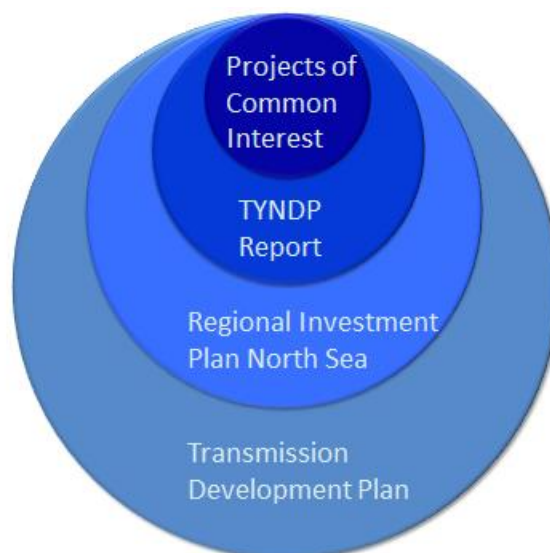 Projects of
Common
Interest
TYNDP
Report
Regional Investment
Plan North Sea
Transmission
Development Plan